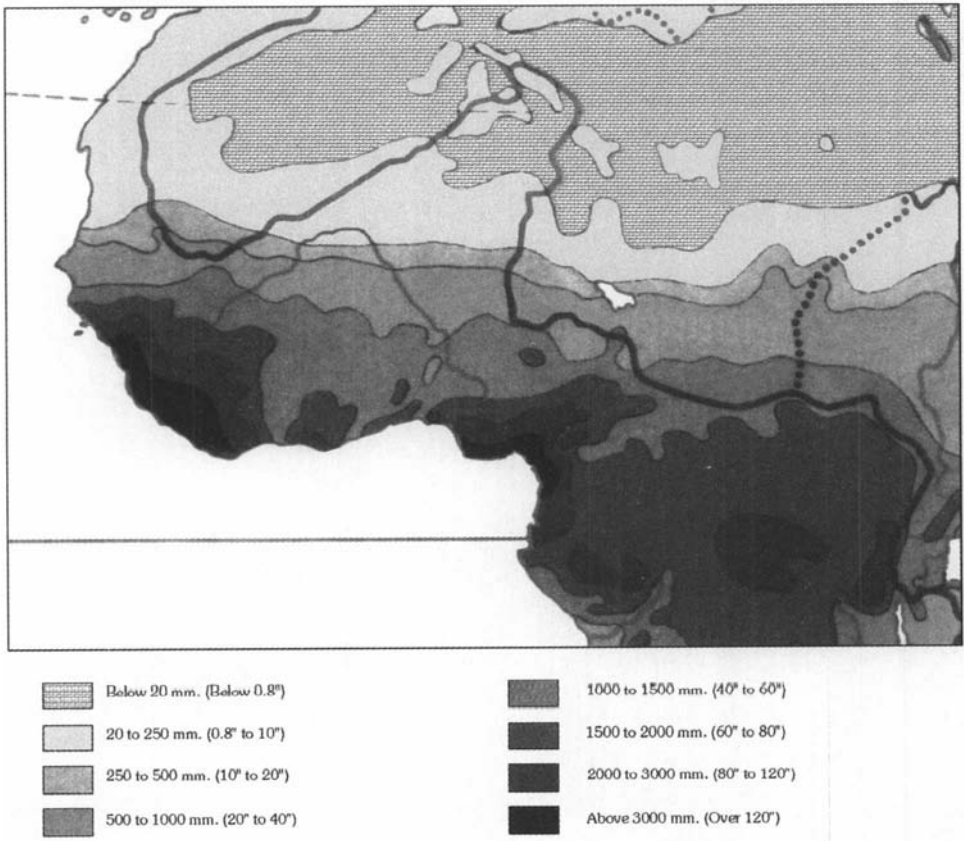 Below 20 mm. (Below 0.8")
20 to 250 mm. (0.8" to 10")
250 to 500 mm. (10" to 20")
500 to 1000 mm. (20" to 40")
1000 to 1500 mm. (40" to 60")
1500 to 2000 mm. (60" to 80")
2000 to 3000 mm. (80" to 120")
Above 3000 mm. (Over 120")